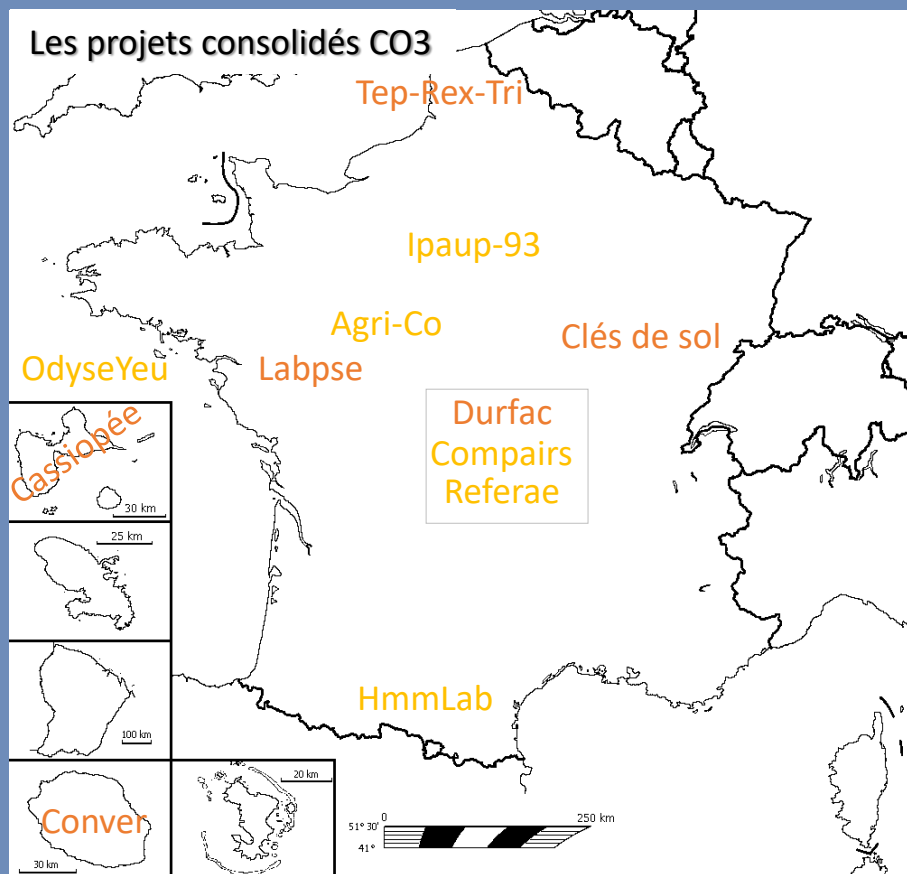 Les projets consolidés CO3
Tep-Rex-Tri
Ipaup-93
Agri-Co
Clés de sol
OdyseYeu
Labpse
Durfac
Compairs
Referae
Cassiopée
30 km
25 km
100 km
HmmLab
Conver
30 km
20 km
0 250 km
51° 30'
41°